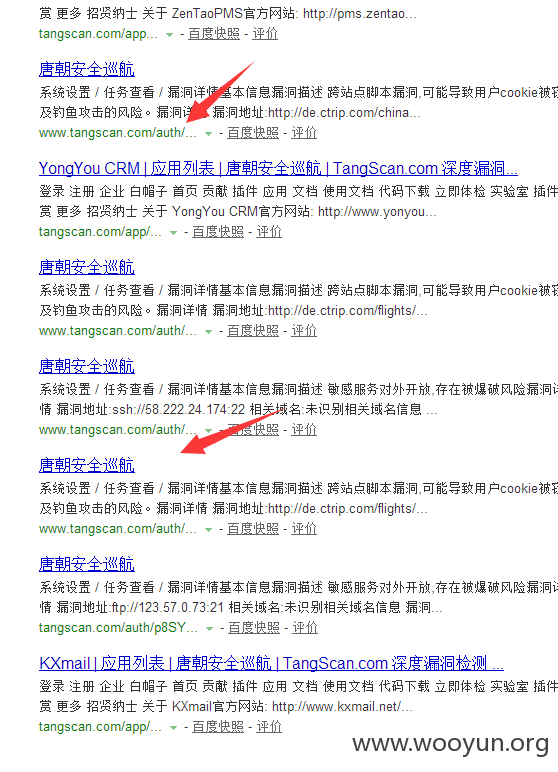 赏 更多 招贤纳士 关于 ZenTaoPMS官方网站: http://pms.zentao...
tangscan.com/app... - 百度快照 - 评价
唐朝安全巡航
系统设置 / 任务查看 / 漏洞详情基本信息漏洞描述 跨站点脚本漏洞,可能导致用户cookie被窃
及钓鱼攻击的风险。漏洞详情 漏洞地址:http://de.ctrip.com/china...
www.tangscan.com/auth/... - 百度快照 - 评价
YongYou CRM | 应用列表 | 唐朝安全巡航 | TangScan.com 深度漏洞...
登录 注册 企业 白帽子 首页 贡献 插件 应用 文档 使用文档 代码下载 立即体检 实验室 插件
赏 更多 招贤纳士 关于 YongYou CRM官方网站: http://www.yonyou...
tangscan.com/app/... - 百度快照 - 评价
唐朝安全巡航
系统设置 / 任务查看 / 漏洞详情基本信息漏洞描述 跨站点脚本漏洞,可能导致用户cookie被窃
及钓鱼攻击的风险。漏洞详情 漏洞地址:http://de.ctrip.com/flights/...
www.tangscan.com/auth/... - 百度快照 - 评价
唐朝安全巡航
系统设置 / 任务查看 / 漏洞详情基本信息漏洞描述 敏感服务对外开放,存在被爆破风险漏洞详
情 漏洞地址:ssh://58.222.24.174:22 相关域名:未识别相关域名信息 ...
www.tangscan.com/auth/... - 百度快照 - 评价
唐朝安全巡航
系统设置 / 任务查看 / 漏洞详情基本信息漏洞描述 跨站点脚本漏洞,可能导致用户cookie被窃
及钓鱼攻击的风险。漏洞详情 漏洞地址:http://de.ctrip.com/flights/...
www.tangscan.com/auth/... - 百度快照 - 评价
唐朝安全巡航
系统设置 / 任务查看 / 漏洞详情基本信息漏洞描述 敏感服务对外开放,存在被爆破风险漏洞详
情 漏洞地址:ftp://123.57.0.73:21 相关域名:未识别相关域名信息 漏洞...
tangscan.com/auth/p8SY... - 百度快照 - 评价
KXmail | 应用列表 | 唐朝安全巡航 | TangScan.com 深度漏洞检测 ...
登录 注册 企业 白帽子 首页 贡献 插件 应用 文档 使用文档 代码下载 立即体检 实验室 插件
赏 更多 招贤纳士 关于 KXmail官方网站: http://www.kxmail.net/...
tangscan.com/app/... - 百度快照 - 评价
www.wooyun.org